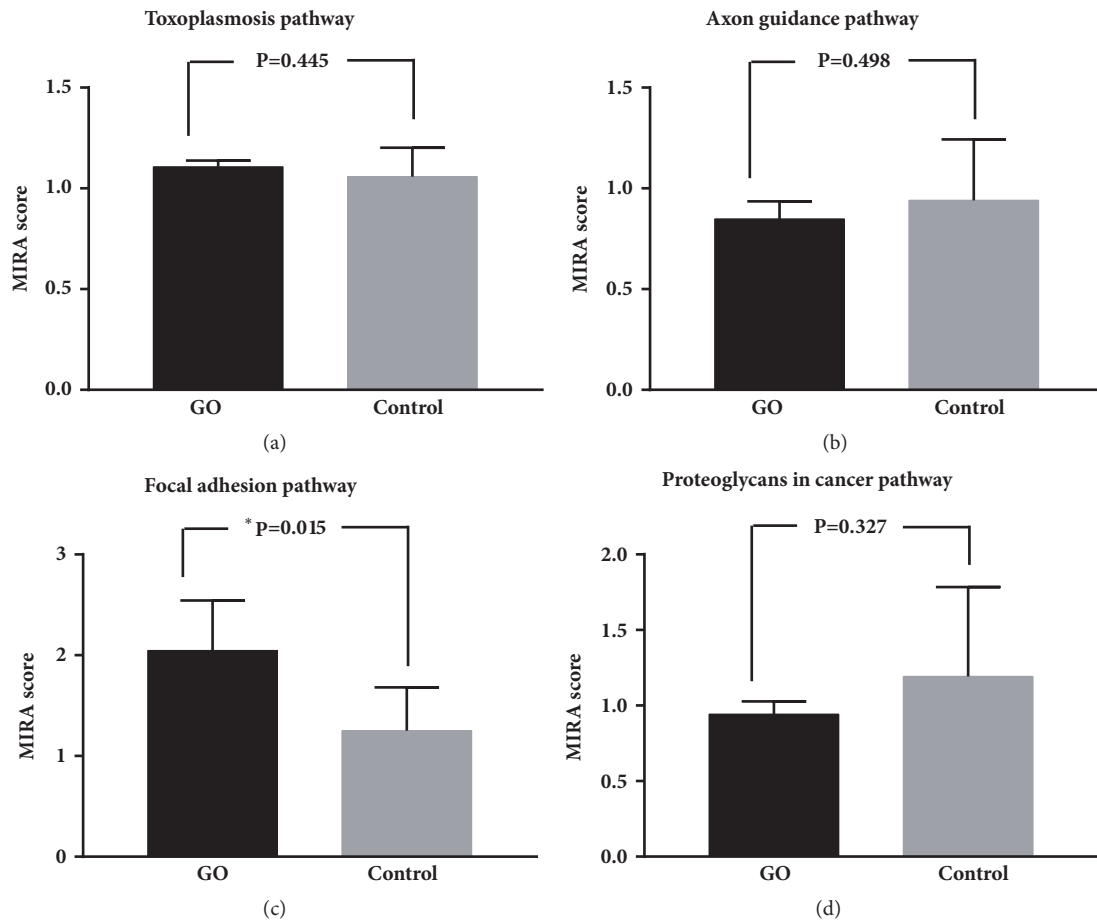 Toxoplasmosis pathway
P=0.445
MIRA score
1.5
1.0
0.5
0.0
GO Control
(a)
Axon guidance pathway
P=0.498
MIRA score
1.5
1.0
0.5
0.0
GO Control
(b)
Focal adhesion pathway
*P=0.015
MIRA score
3
2
1
0
GO Control
(c)
Proteoglycans in cancer pathway
P=0.327
MIRA score
2.0
1.5
1.0
0.5
0.0
GO Control
(d)